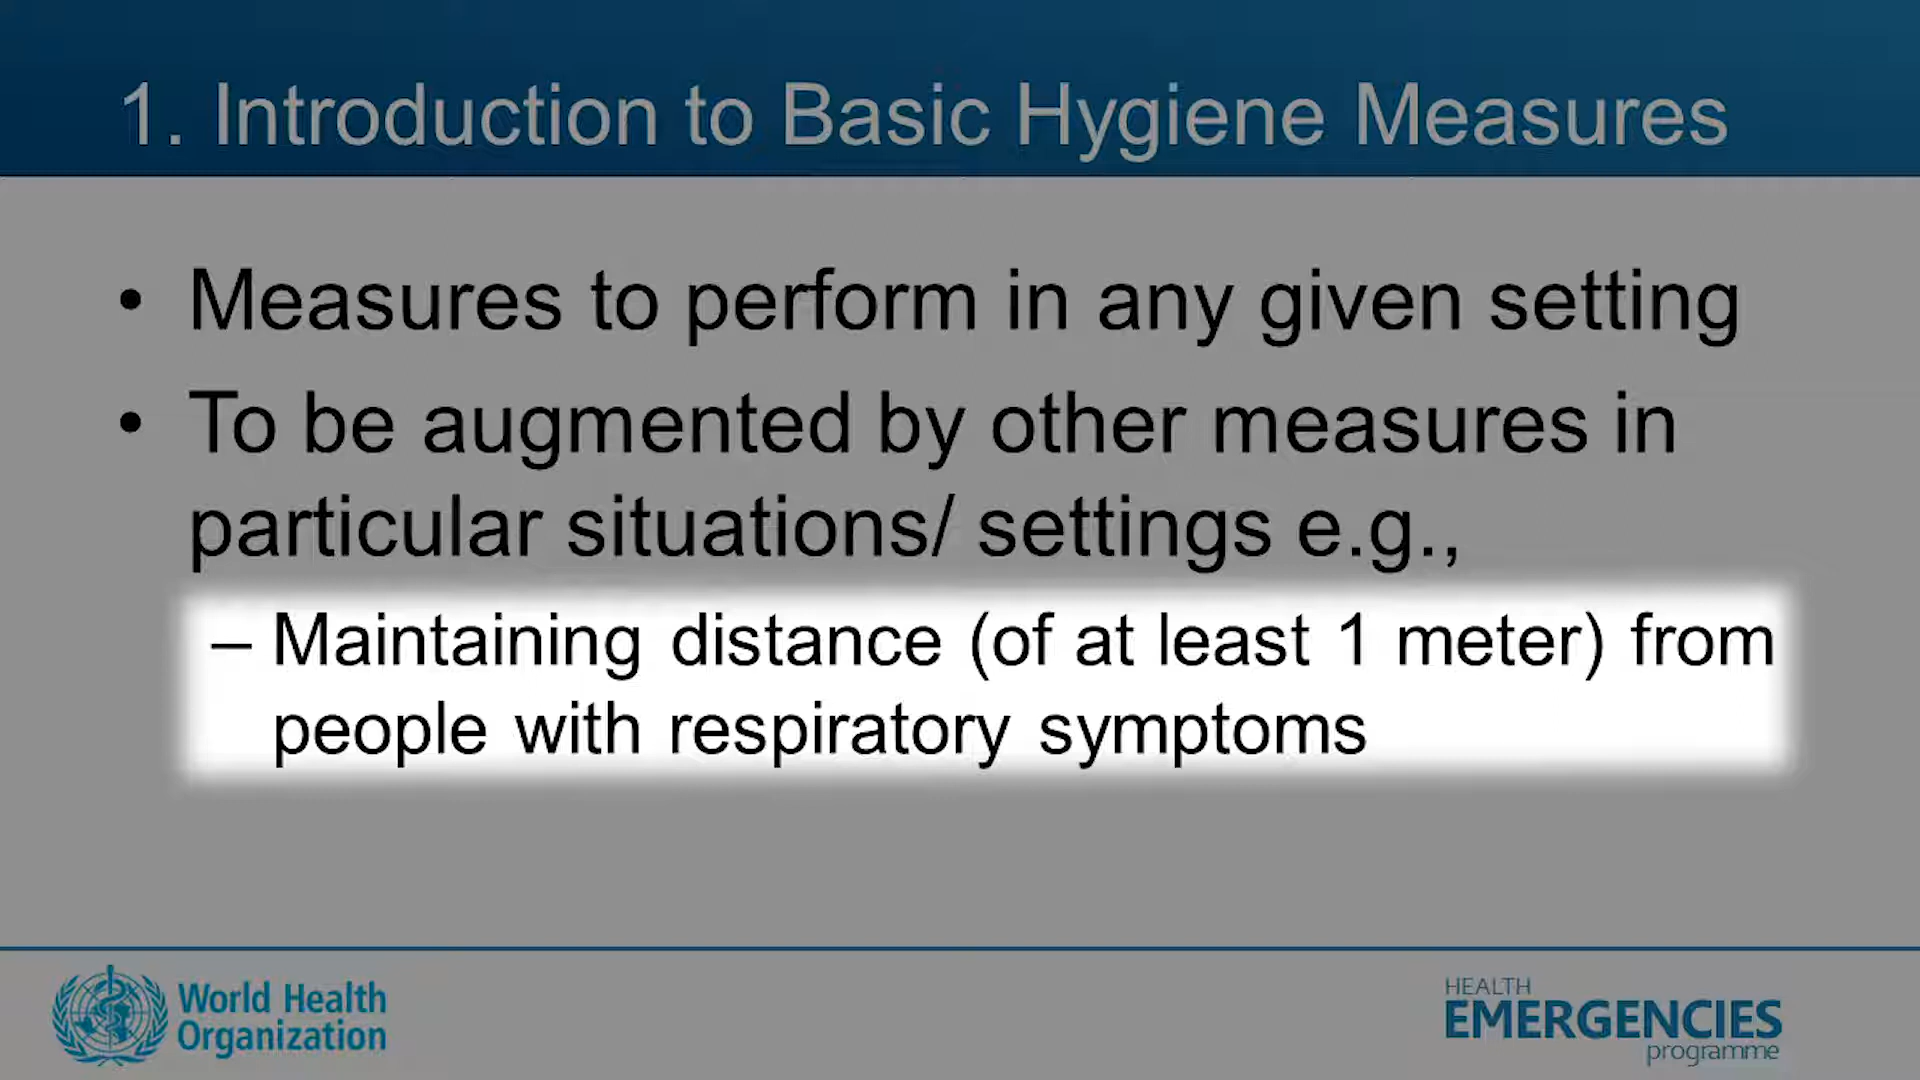 1. Introduction to Basic Hygiene Measures
• Measures to perform in any given setting
• To be augmented by other measures in
particular situations/ settings e.g.,
– Maintaining distance (of at least 1 meter) from
people with respiratory symptoms
World Health
Organization
HEALTH
EMERGENCIES
programme